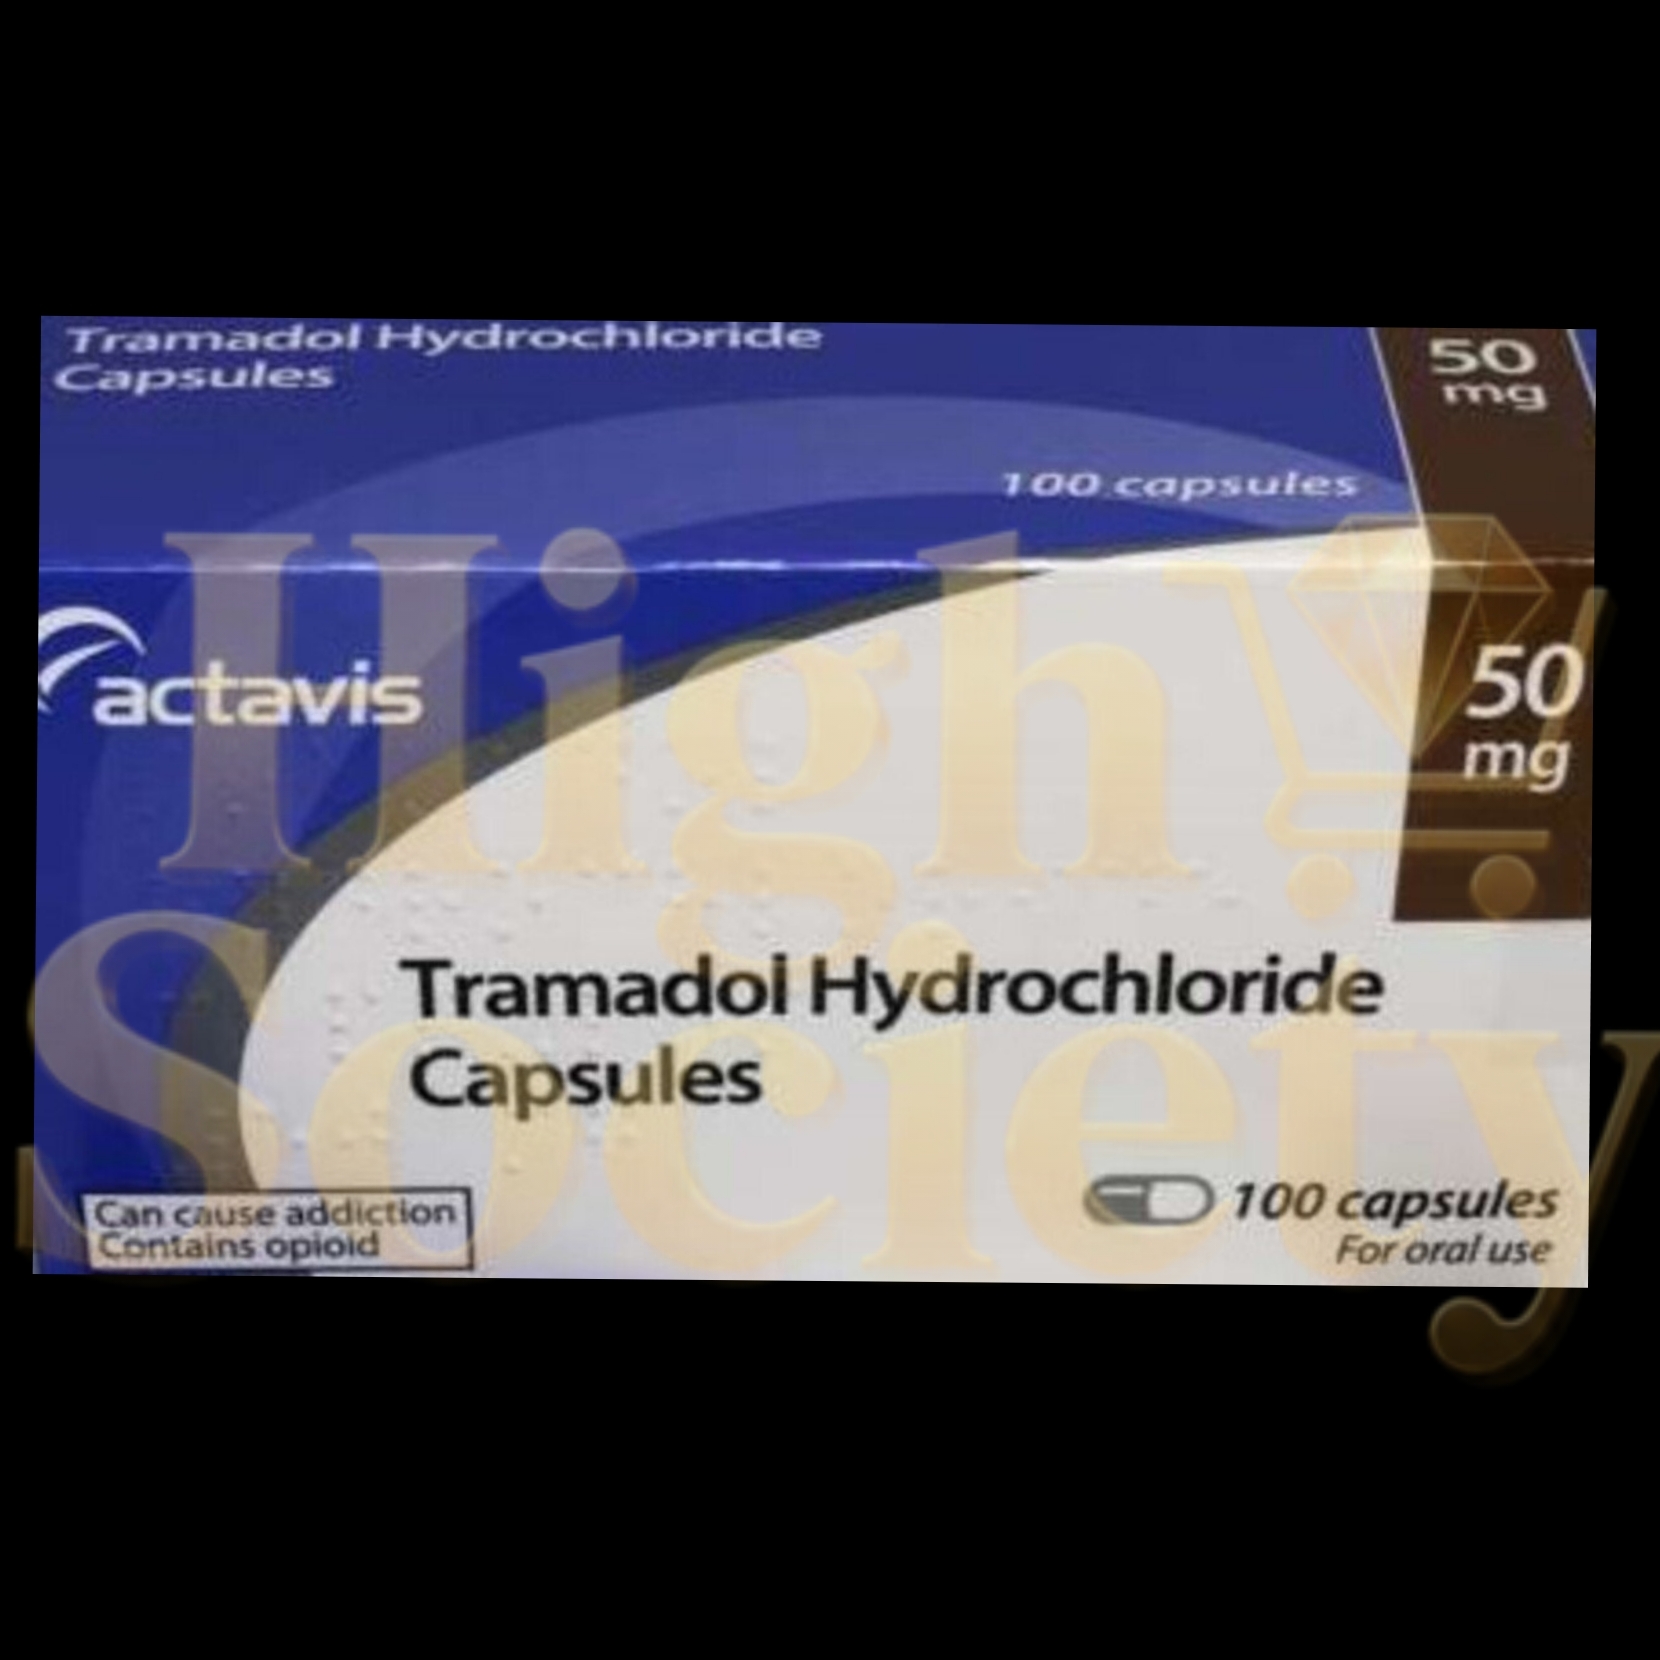 Tramadol Hydrochloride
Capsules
50
mg
100 capsules
High
Society
actavis
50
mg
Tramadol Hydrochloride
Capsules
Can cause addiction
Contains opioid
100 capsules
For oral use